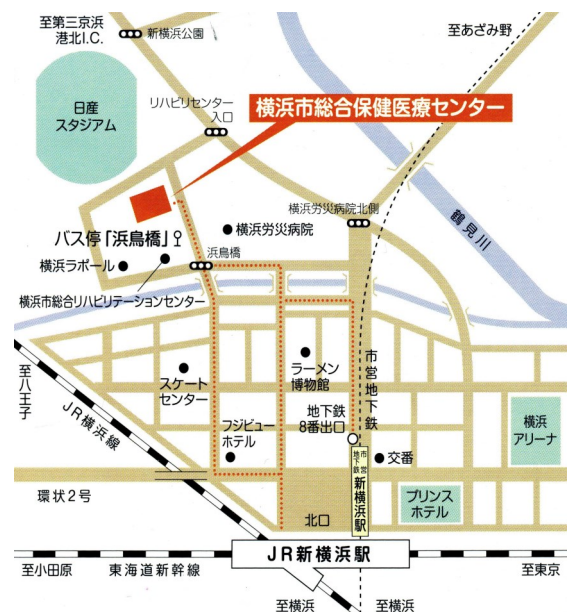 至第三京浜
港北I.C.
新横浜公園
至あざみ野
日産
スタジアム
リハビリセンター
入口
横浜市総合保健医療センター
横浜労災病院北側
鶴見川
横浜労災病院
バス停「浜鳥橋」
浜鳥橋
横浜ラポール
横浜市総合リハビリテーションセンター
至八王子
JR横浜線
スケート
センター
ラーメン
博物館
市営地下鉄
フジビュー
ホテル
地下鉄
8番出口
横浜
アリーナ
交番
市営
地下鉄
新横浜駅
環状2号
北口
プリンス
ホテル
JR新横浜駅
至小田原
東海道新幹線
至東京
至横浜
至横浜